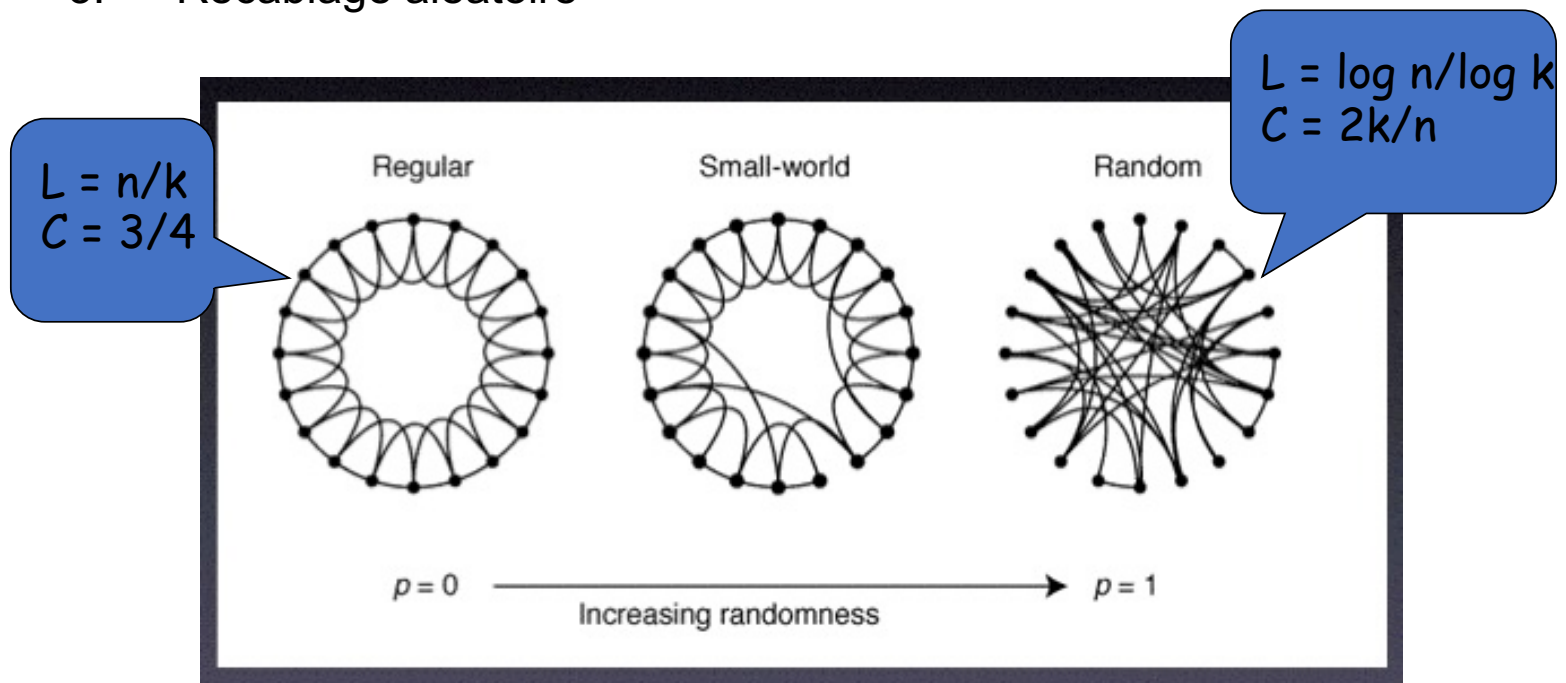 L = log n/log k
C = 2k/n
L = n/k
C = 3/4
Regular
Small-world
Random
p = 0
p = 1
Increasing randomness